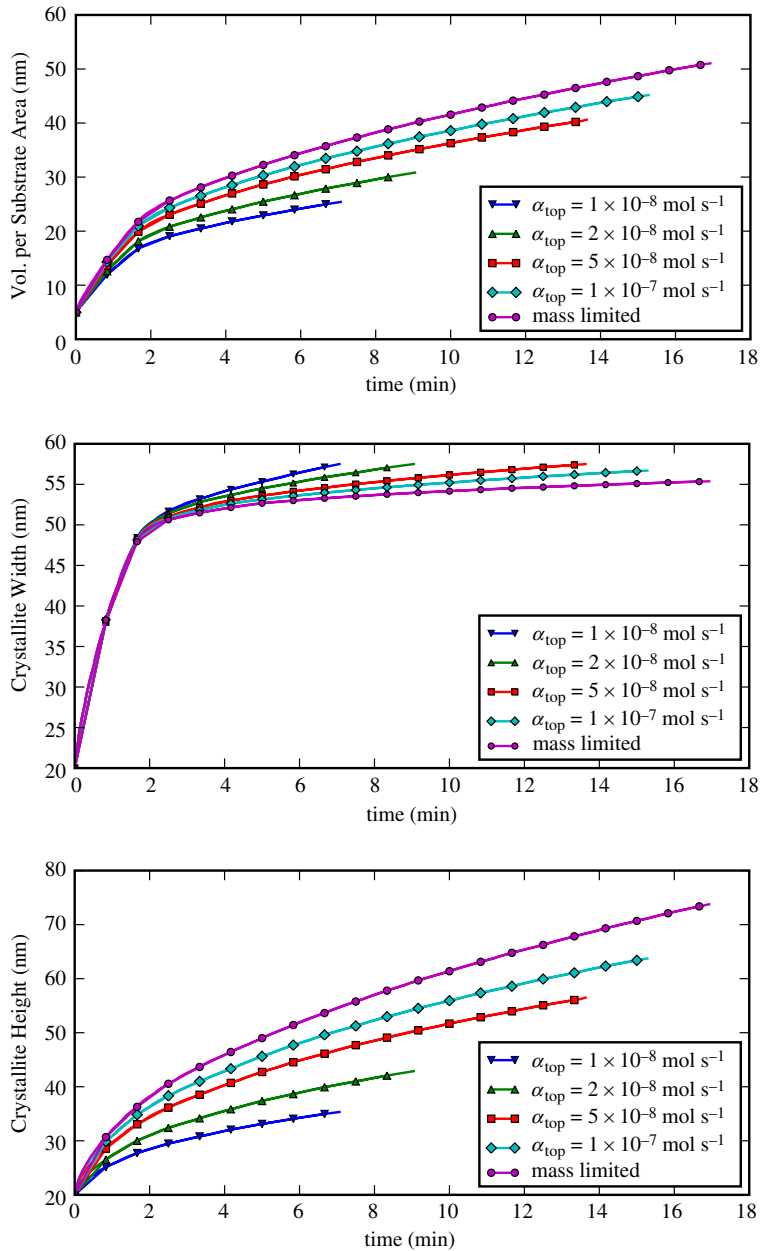 60
50
40
30
20
10
0
Vol. per Substrate Area (nm)
α_top = 1 × 10⁻⁸ mol s⁻¹
α_top = 2 × 10⁻⁸ mol s⁻¹
α_top = 5 × 10⁻⁸ mol s⁻¹
α_top = 1 × 10⁻⁷ mol s⁻¹
mass limited
0 2 4 6 8 10 12 14 16 18
time (min)
60
55
50
45
40
35
30
25
20
Crystallite Width (nm)
α_top = 1 × 10⁻⁸ mol s⁻¹
α_top = 2 × 10⁻⁸ mol s⁻¹
α_top = 5 × 10⁻⁸ mol s⁻¹
α_top = 1 × 10⁻⁷ mol s⁻¹
mass limited
0 2 4 6 8 10 12 14 16 18
time (min)
80
70
60
50
40
30
20
Crystallite Height (nm)
α_top = 1 × 10⁻⁸ mol s⁻¹
α_top = 2 × 10⁻⁸ mol s⁻¹
α_top = 5 × 10⁻⁸ mol s⁻¹
α_top = 1 × 10⁻⁷ mol s⁻¹
mass limited
0 2 4 6 8 10 12 14 16 18
time (min)